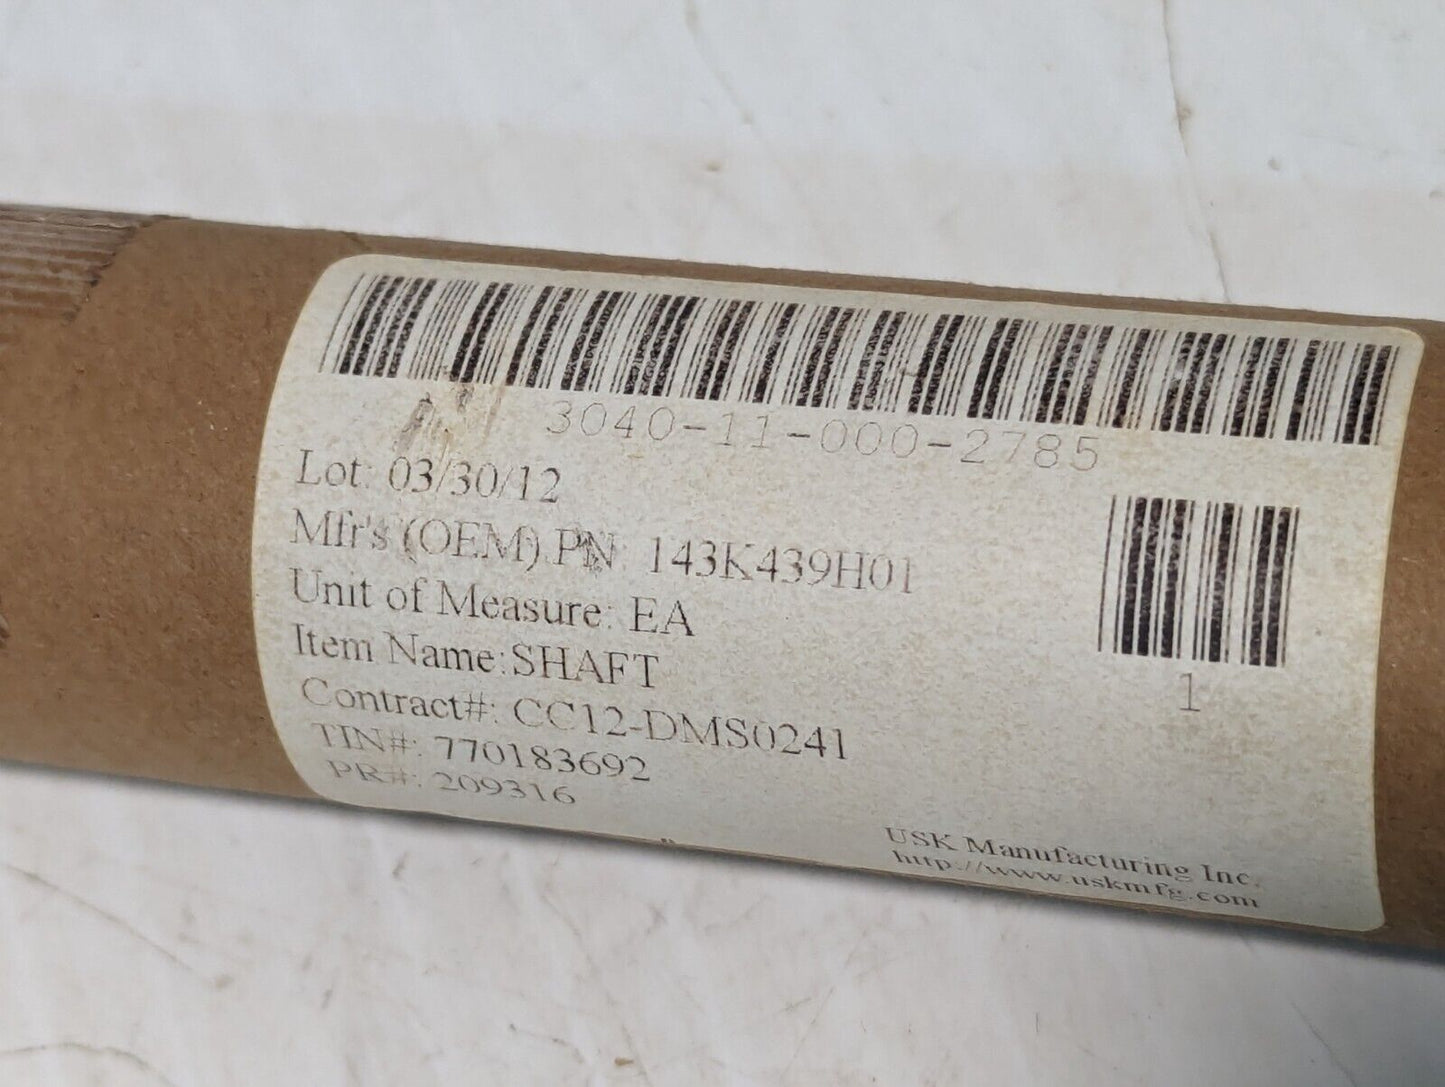 3040-11-000-2785
Lot: 03/30/12
Mfr's (OEM) PN: 143K439H01
Unit of Measure: EA
Item Name:SHAFT
Contract#: CC12-DMS0241
TIN#: 770183692
PR#: 209316
1
USK Manufacturing Inc.
http://www.uskmfg.com